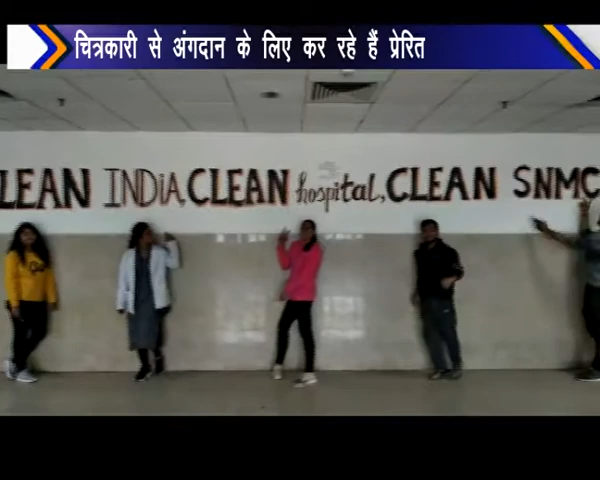 चित्रकारी से अंगदान के लिए कर रहे हैं प्रेरित
LEAN INDiA, CLEAN hospital, CLEAN SNMC